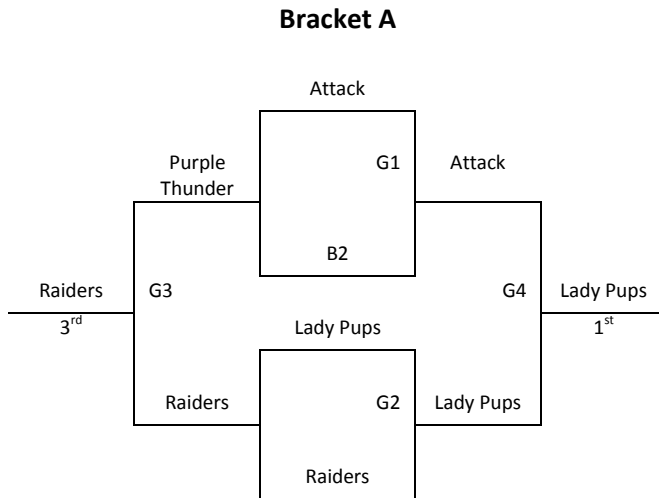 Bracket A
Attack
Purple
Thunder
G1
Attack
B2
Raiders
G3
G4
Lady Pups
3rd
Lady Pups
1st
Raiders
G2
Lady Pups
Raiders